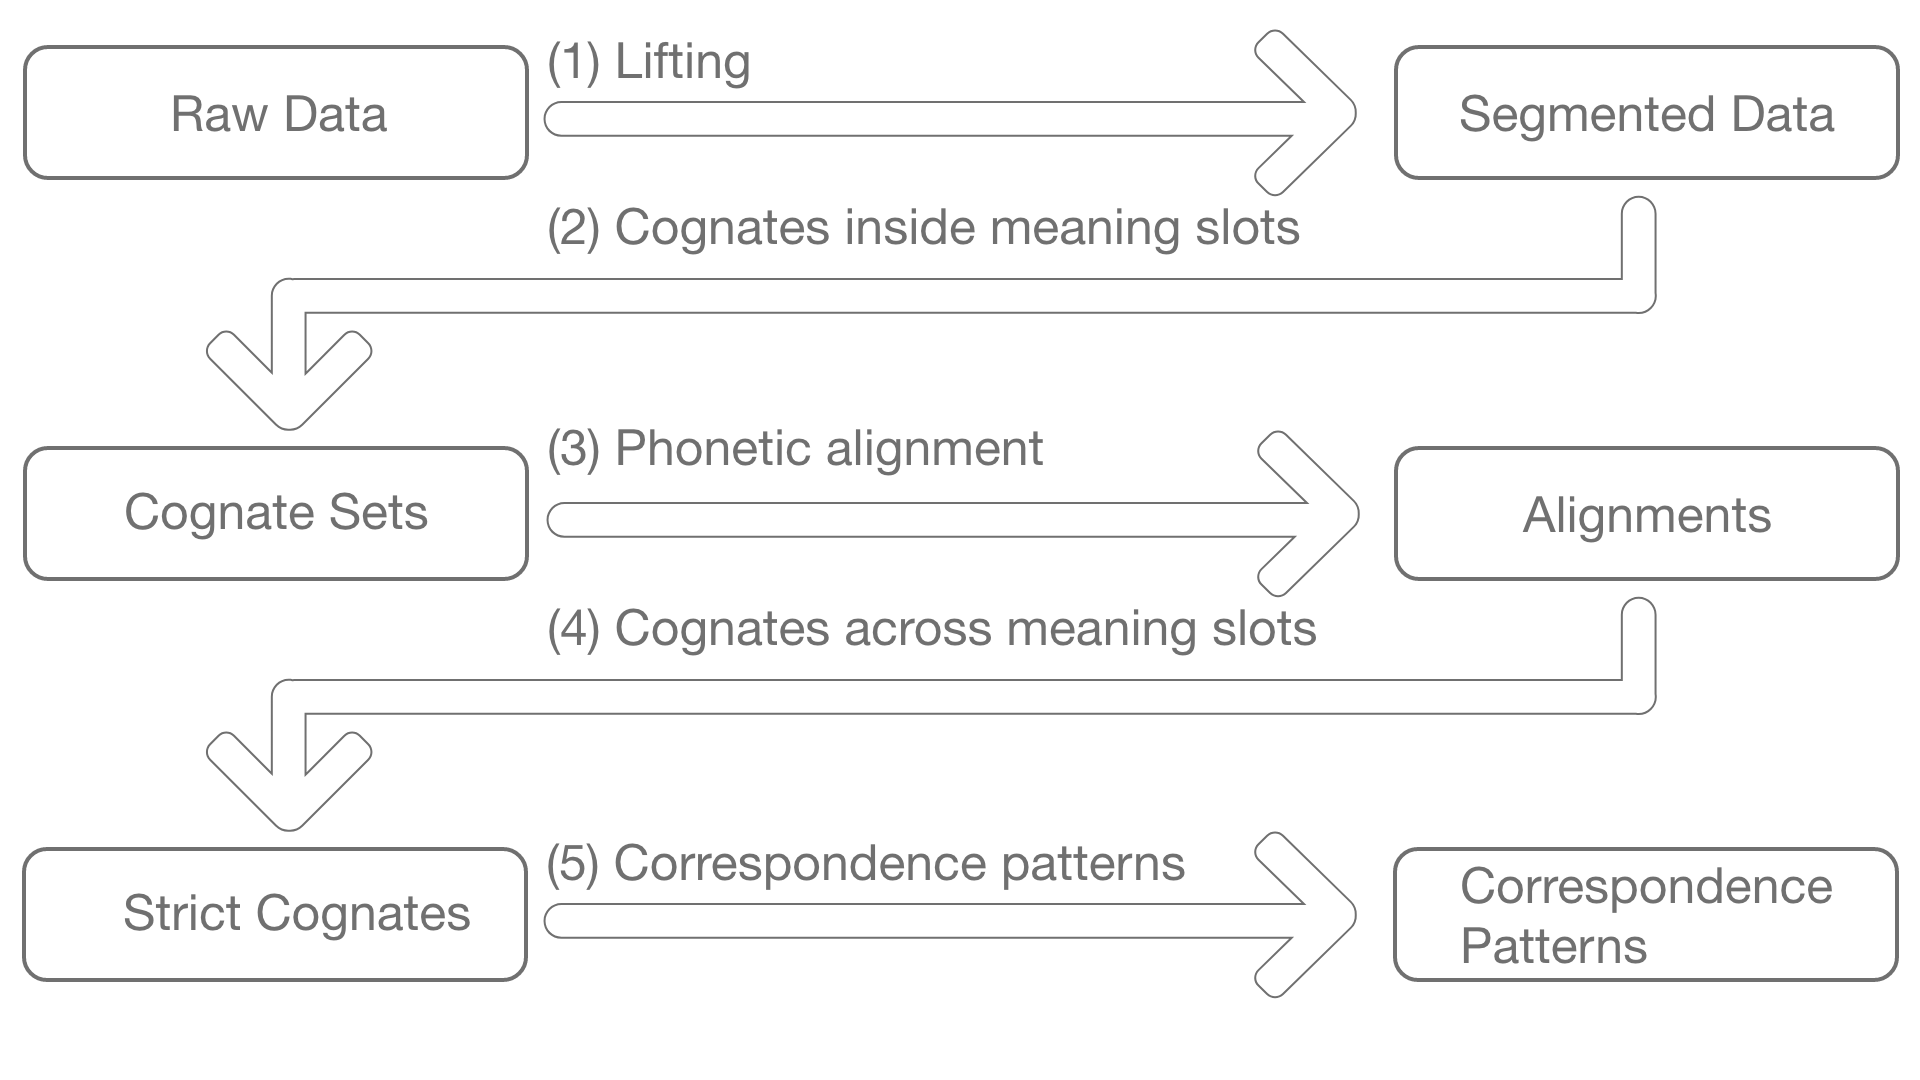 Raw Data
(1) Lifting
Segmented Data
(2) Cognates inside meaning slots
Cognate Sets
(3) Phonetic alignment
Alignments
(4) Cognates across meaning slots
Strict Cognates
(5) Correspondence patterns
Correspondence
Patterns